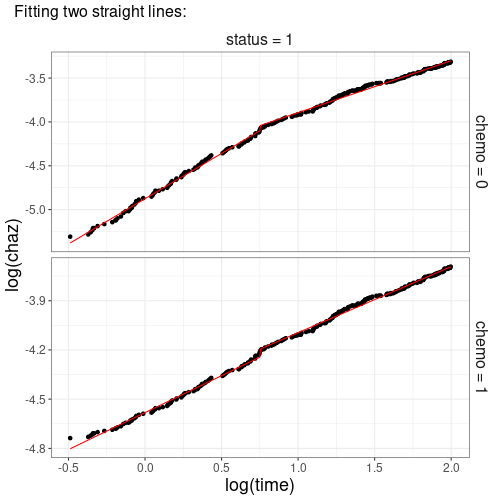 Fitting two straight lines:
status = 1
-3.5
-4.0
-4.5
-5.0
chemo = 0
log(chaz)
-3.9
-4.2
-4.5
-4.8
chemo = 1
-0.5 0.0 0.5 1.0 1.5 2.0
log(time)